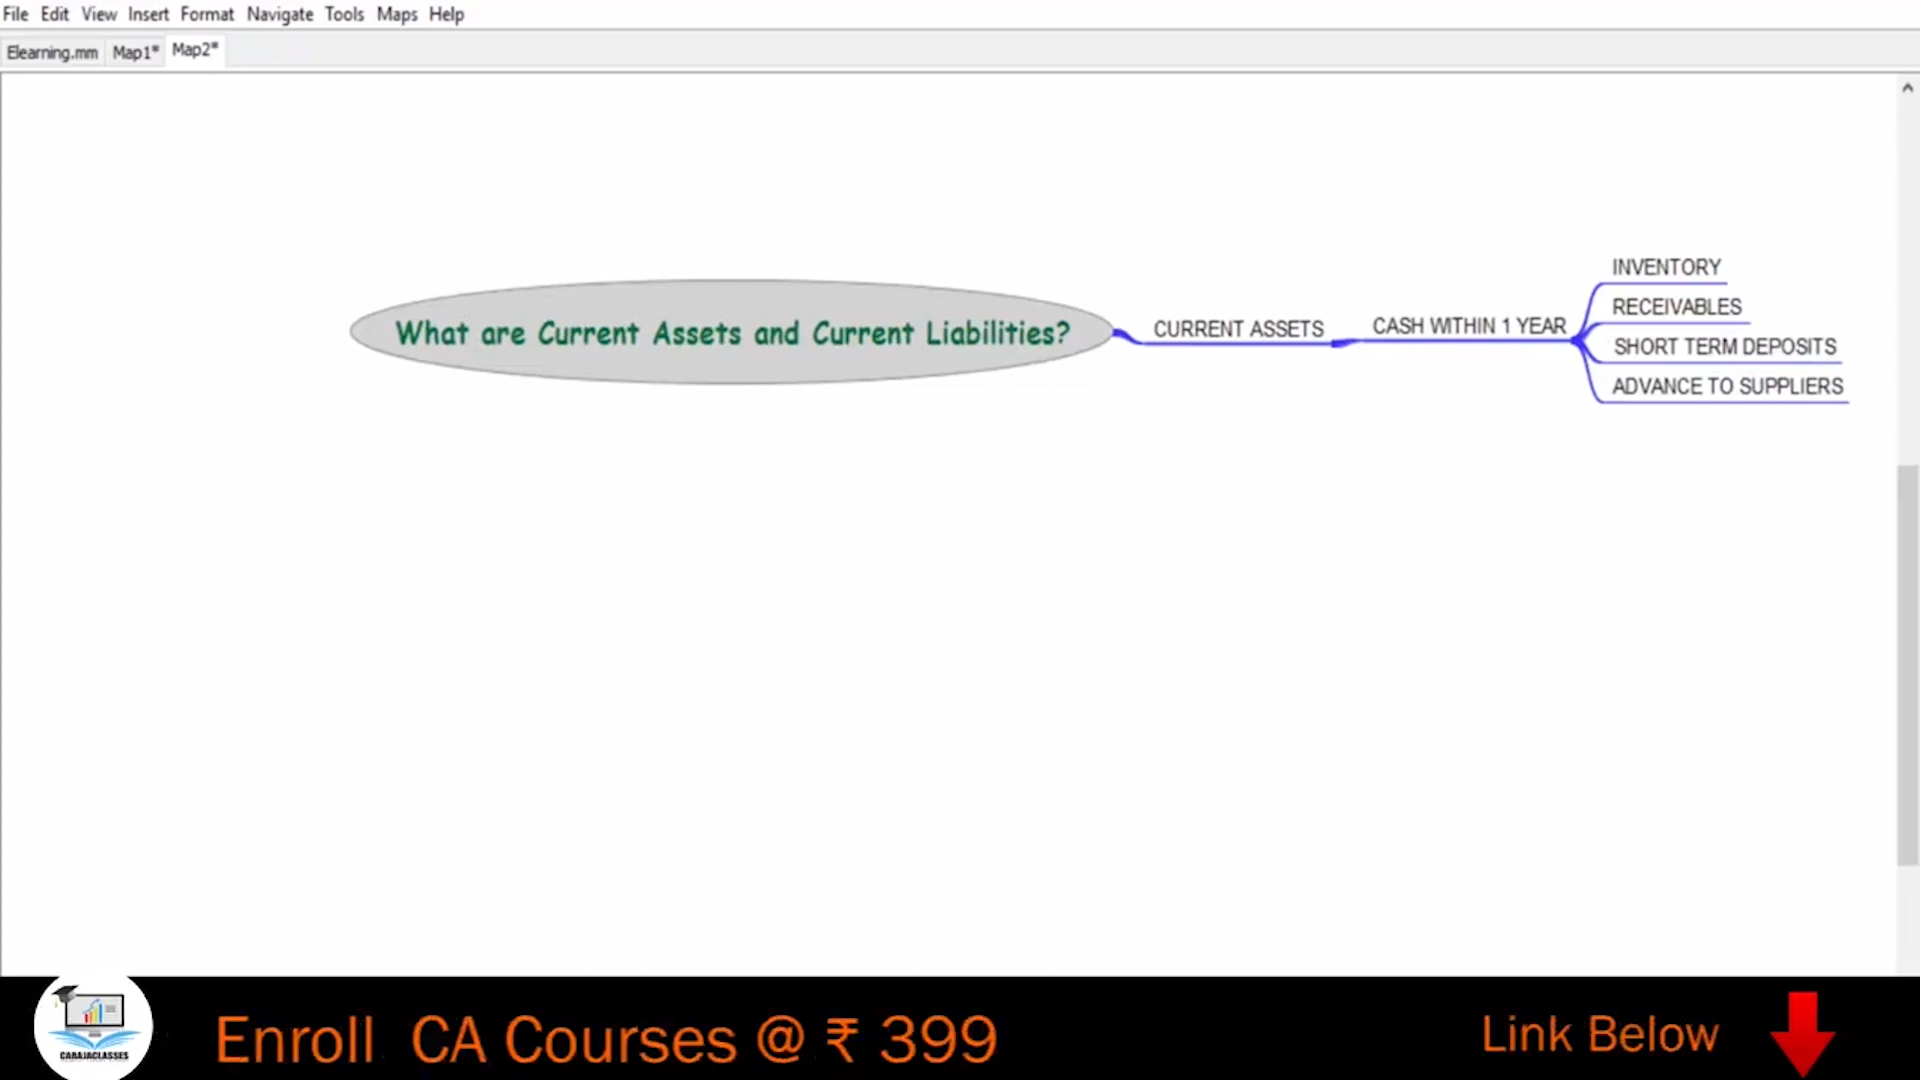 File Edit View Insert Format Navigate Tools Maps Help
Elearning.mm Map1* Map2*
What are Current Assets and Current Liabilities?
CURRENT ASSETS
CASH WITHIN 1 YEAR
INVENTORY
RECEIVABLES
SHORT TERM DEPOSITS
ADVANCE TO SUPPLIERS
CARAJACLASSES
Enroll CA Courses @ ₹ 399
Link Below